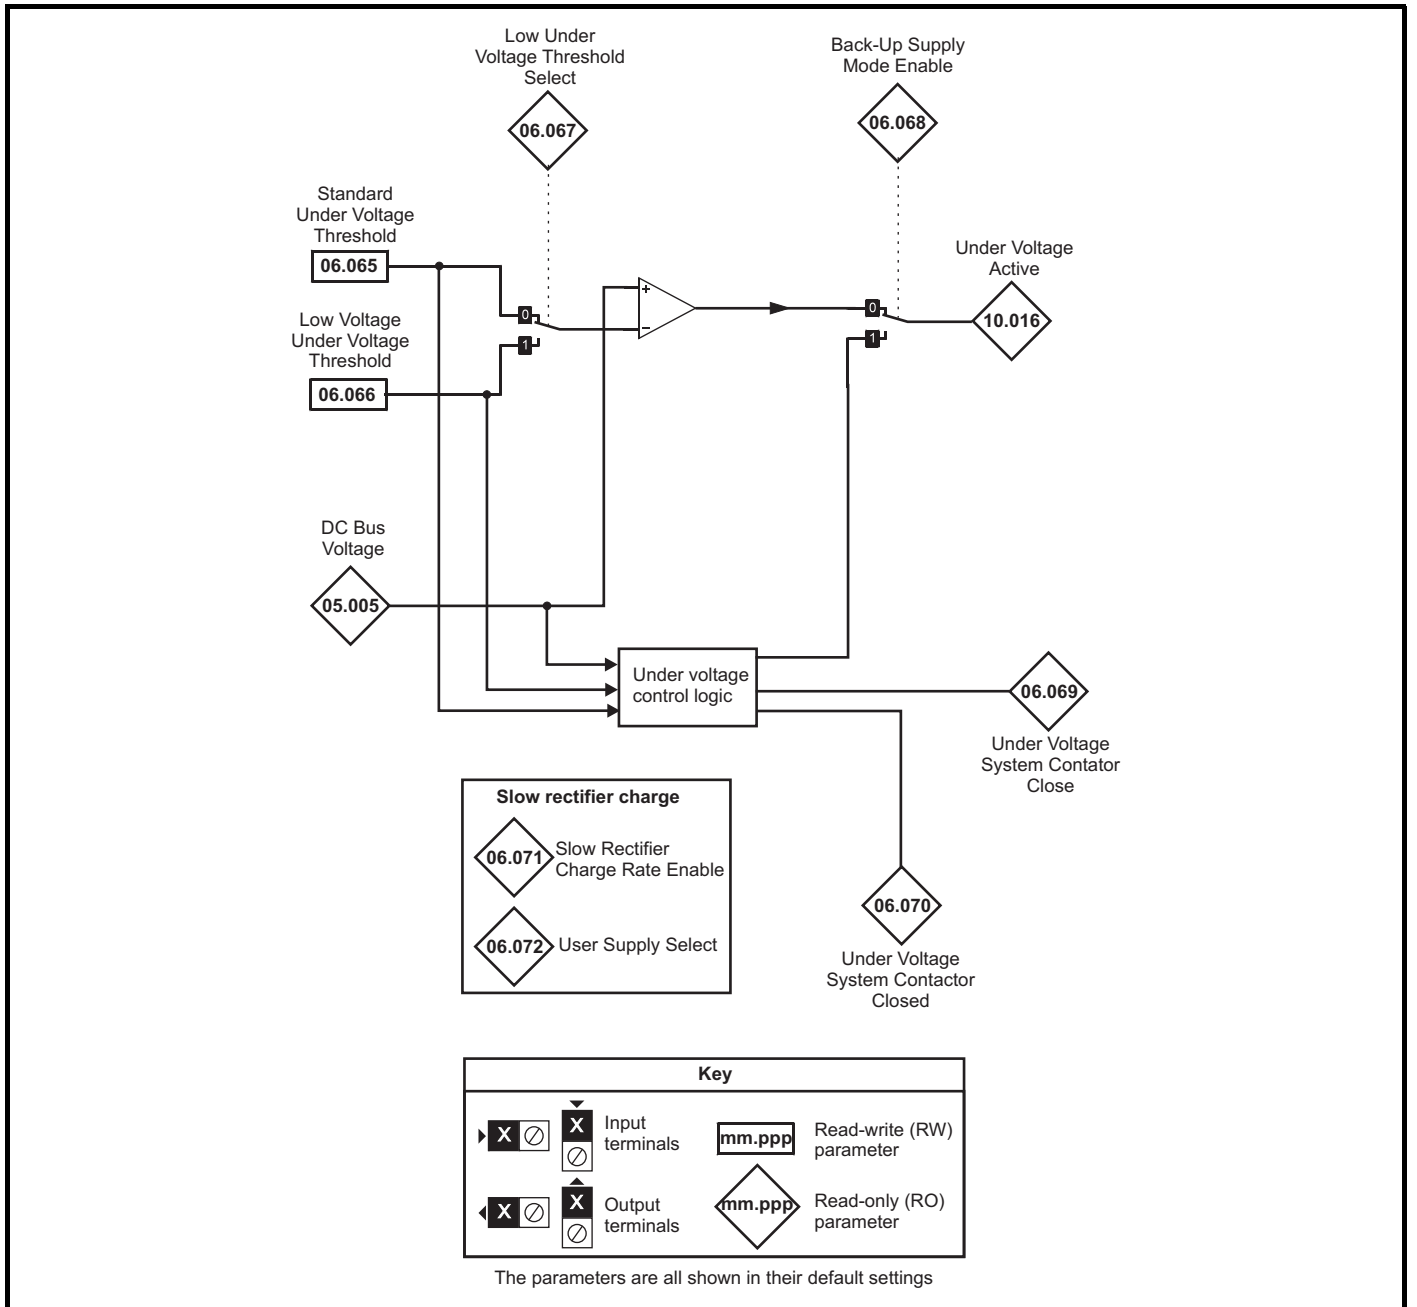 Low Under
Voltage Threshold
Select
06.067
Back-Up Supply
Mode Enable
06.068
Standard
Under Voltage
Threshold
06.065
Low Voltage
Under Voltage
Threshold
06.066
0
1
+
−
0
1
Under Voltage
Active
10.016
DC Bus
Voltage
05.005
Under voltage
control logic
06.069
Under Voltage
System Contator
Close
06.070
Under Voltage
System Contactor
Closed
Slow rectifier charge
06.071
Slow Rectifier
Charge Rate Enable
06.072
User Supply Select
Key
X
X
Input
terminals
mm.ppp
Read-write (RW)
parameter
X
X
Output
terminals
mm.ppp
Read-only (RO)
parameter
The parameters are all shown in their default settings